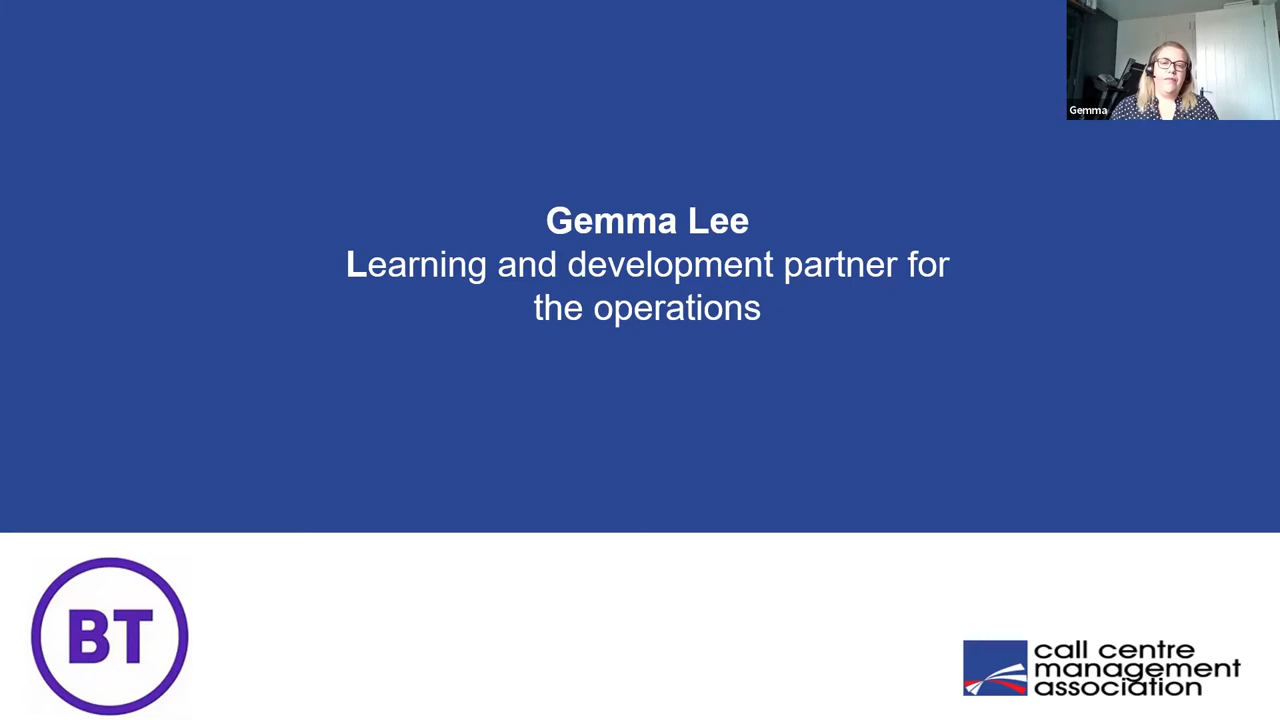 Gemma
Gemma Lee
Learning and development partner for
the operations
BT
call centre
management
association